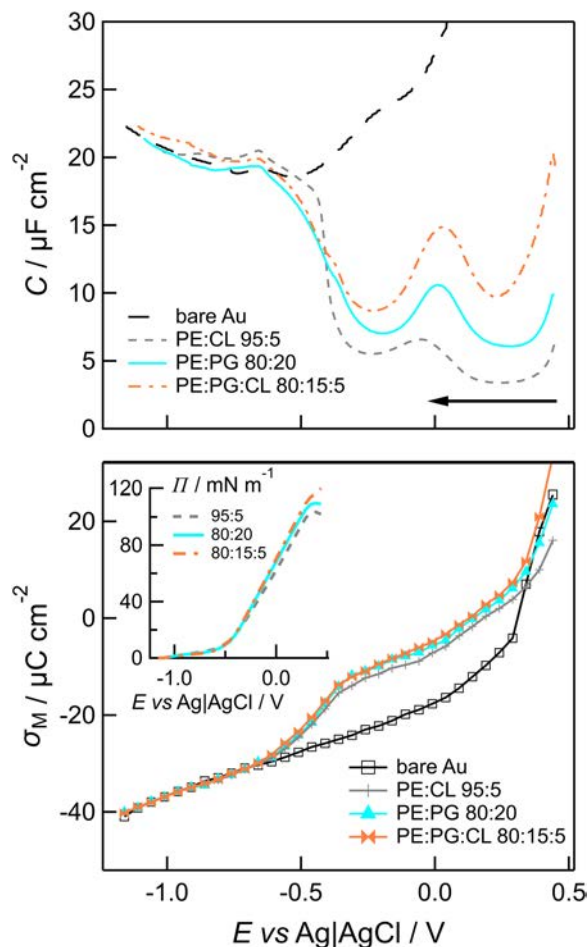 30
25
20
15
10
5
0
C / µF cm⁻²
bare Au
PE:CL 95:5
PE:PG 80:20
PE:PG:CL 80:15:5
Π / mN m⁻¹
120
80
40
0
95:5
80:20
80:15:5
-1.0
0.0
E vs Ag|AgCl / V
20
0
-20
-40
σM / µC cm⁻²
bare Au
PE:CL 95:5
PE:PG 80:20
PE:PG:CL 80:15:5
-1.0
-0.5
0.0
0.5
E vs Ag|AgCl / V